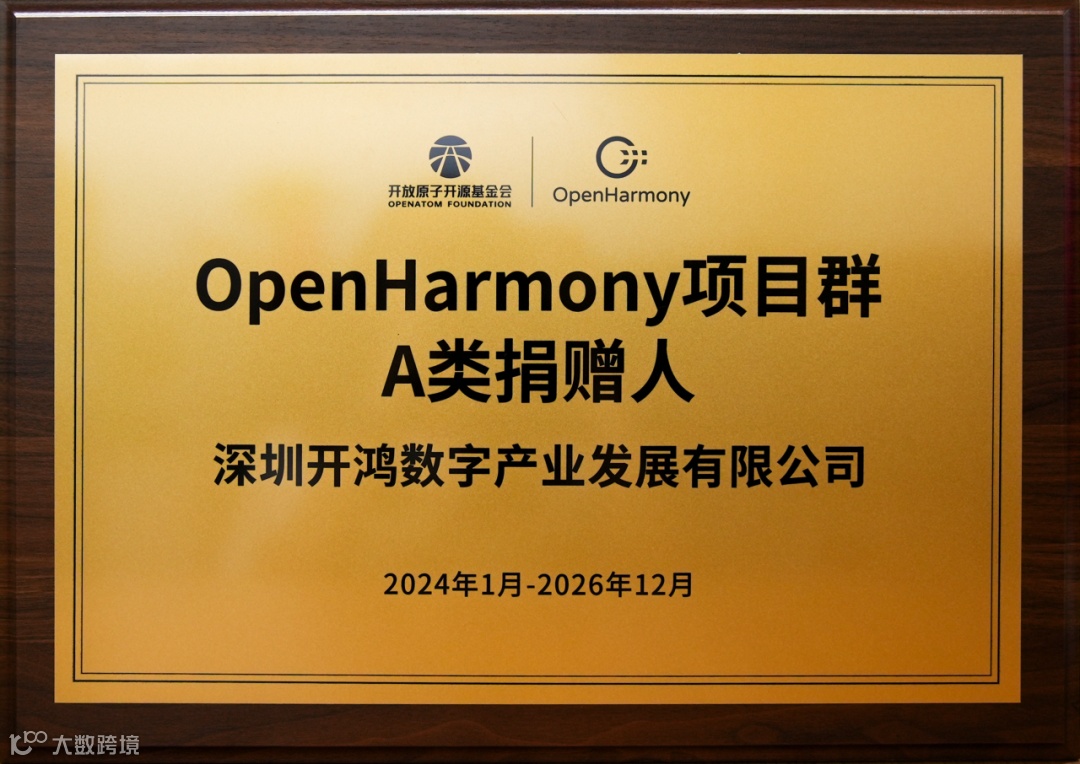 开放原子开源基金会
OPENATOM FOUNDATION
OpenHarmony
OpenHarmony项目群
A类捐赠人
深圳开鸿数字产业发展有限公司
2024年1月-2026年12月
大数跨境